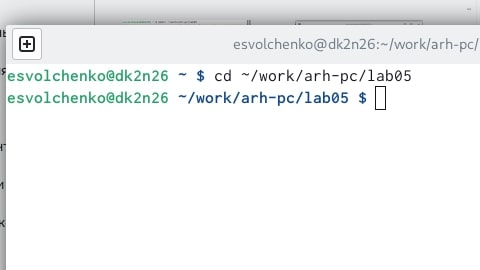 esvolchenko@dk2n26:~/work/arh-pc/
esvolchenko@dk2n26 ~ $ cd ~/work/arh-pc/lab05
esvolchenko@dk2n26 ~/work/arh-pc/lab05 $